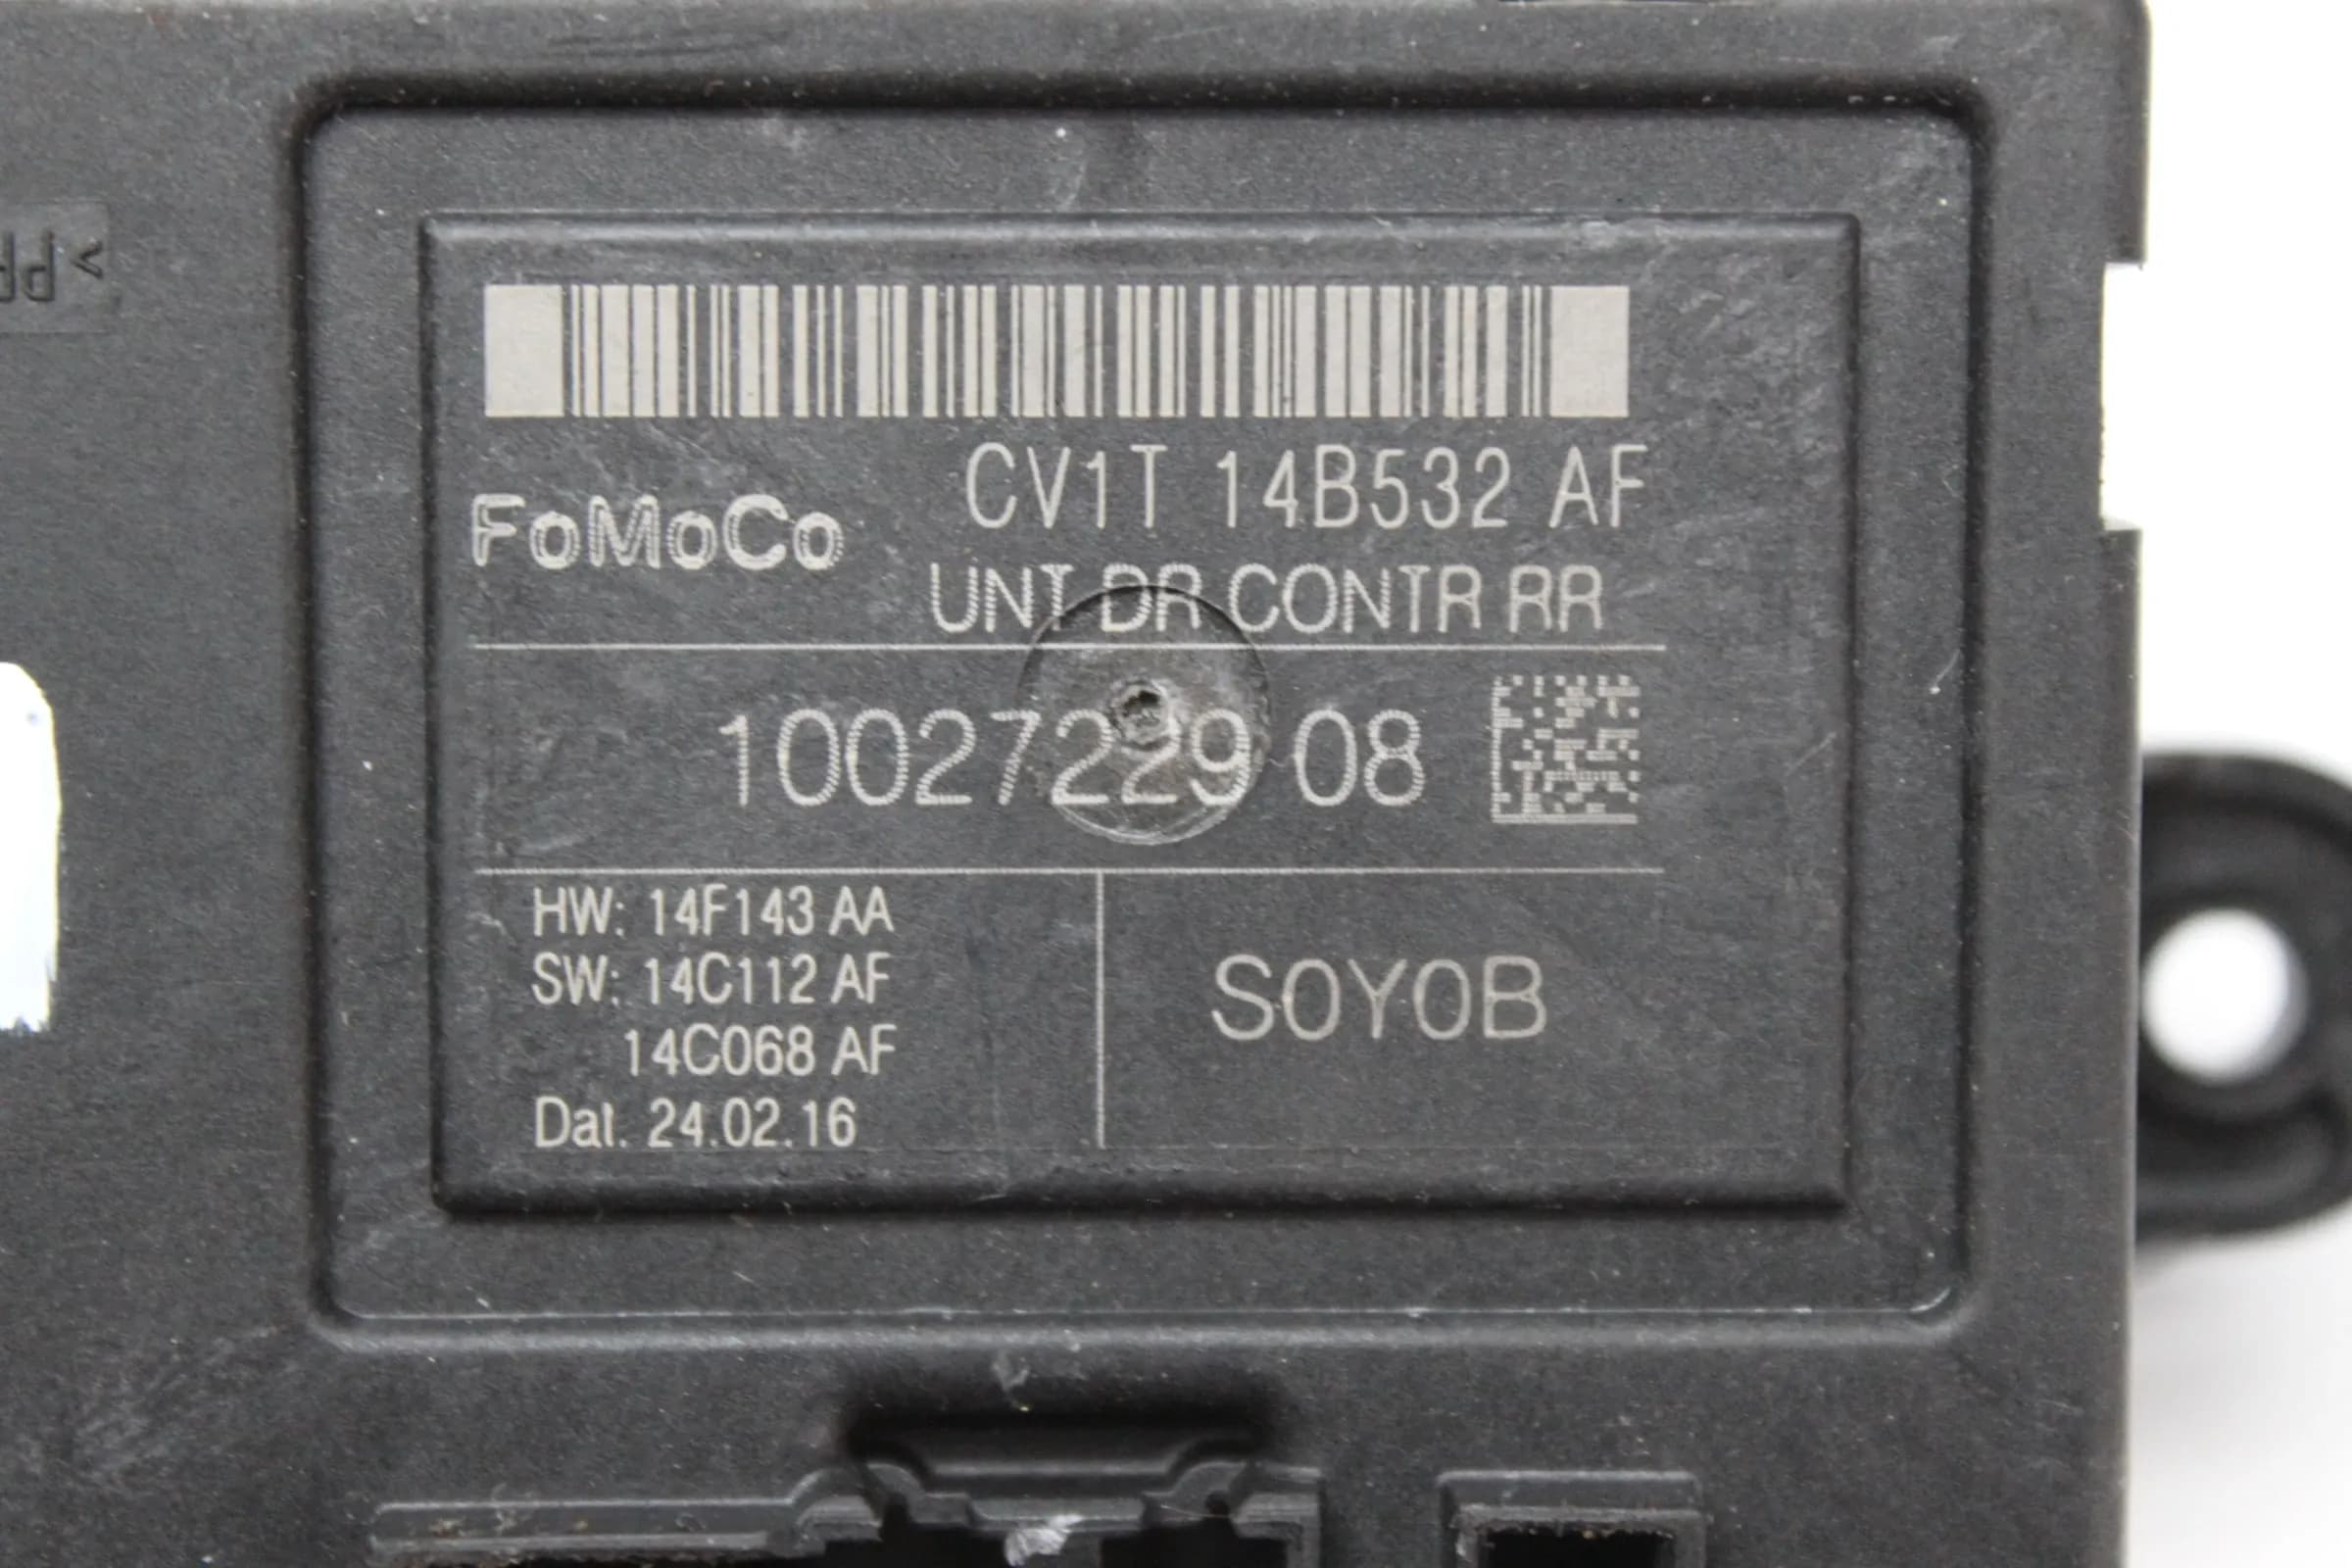 CV1T 14B532 AF
FoMoCo
UNT DR CONTR RR
10027229 08
HW: 14F143 AA
SW: 14C112 AF
14C068 AF
Dat. 24.02.16
S0Y0B